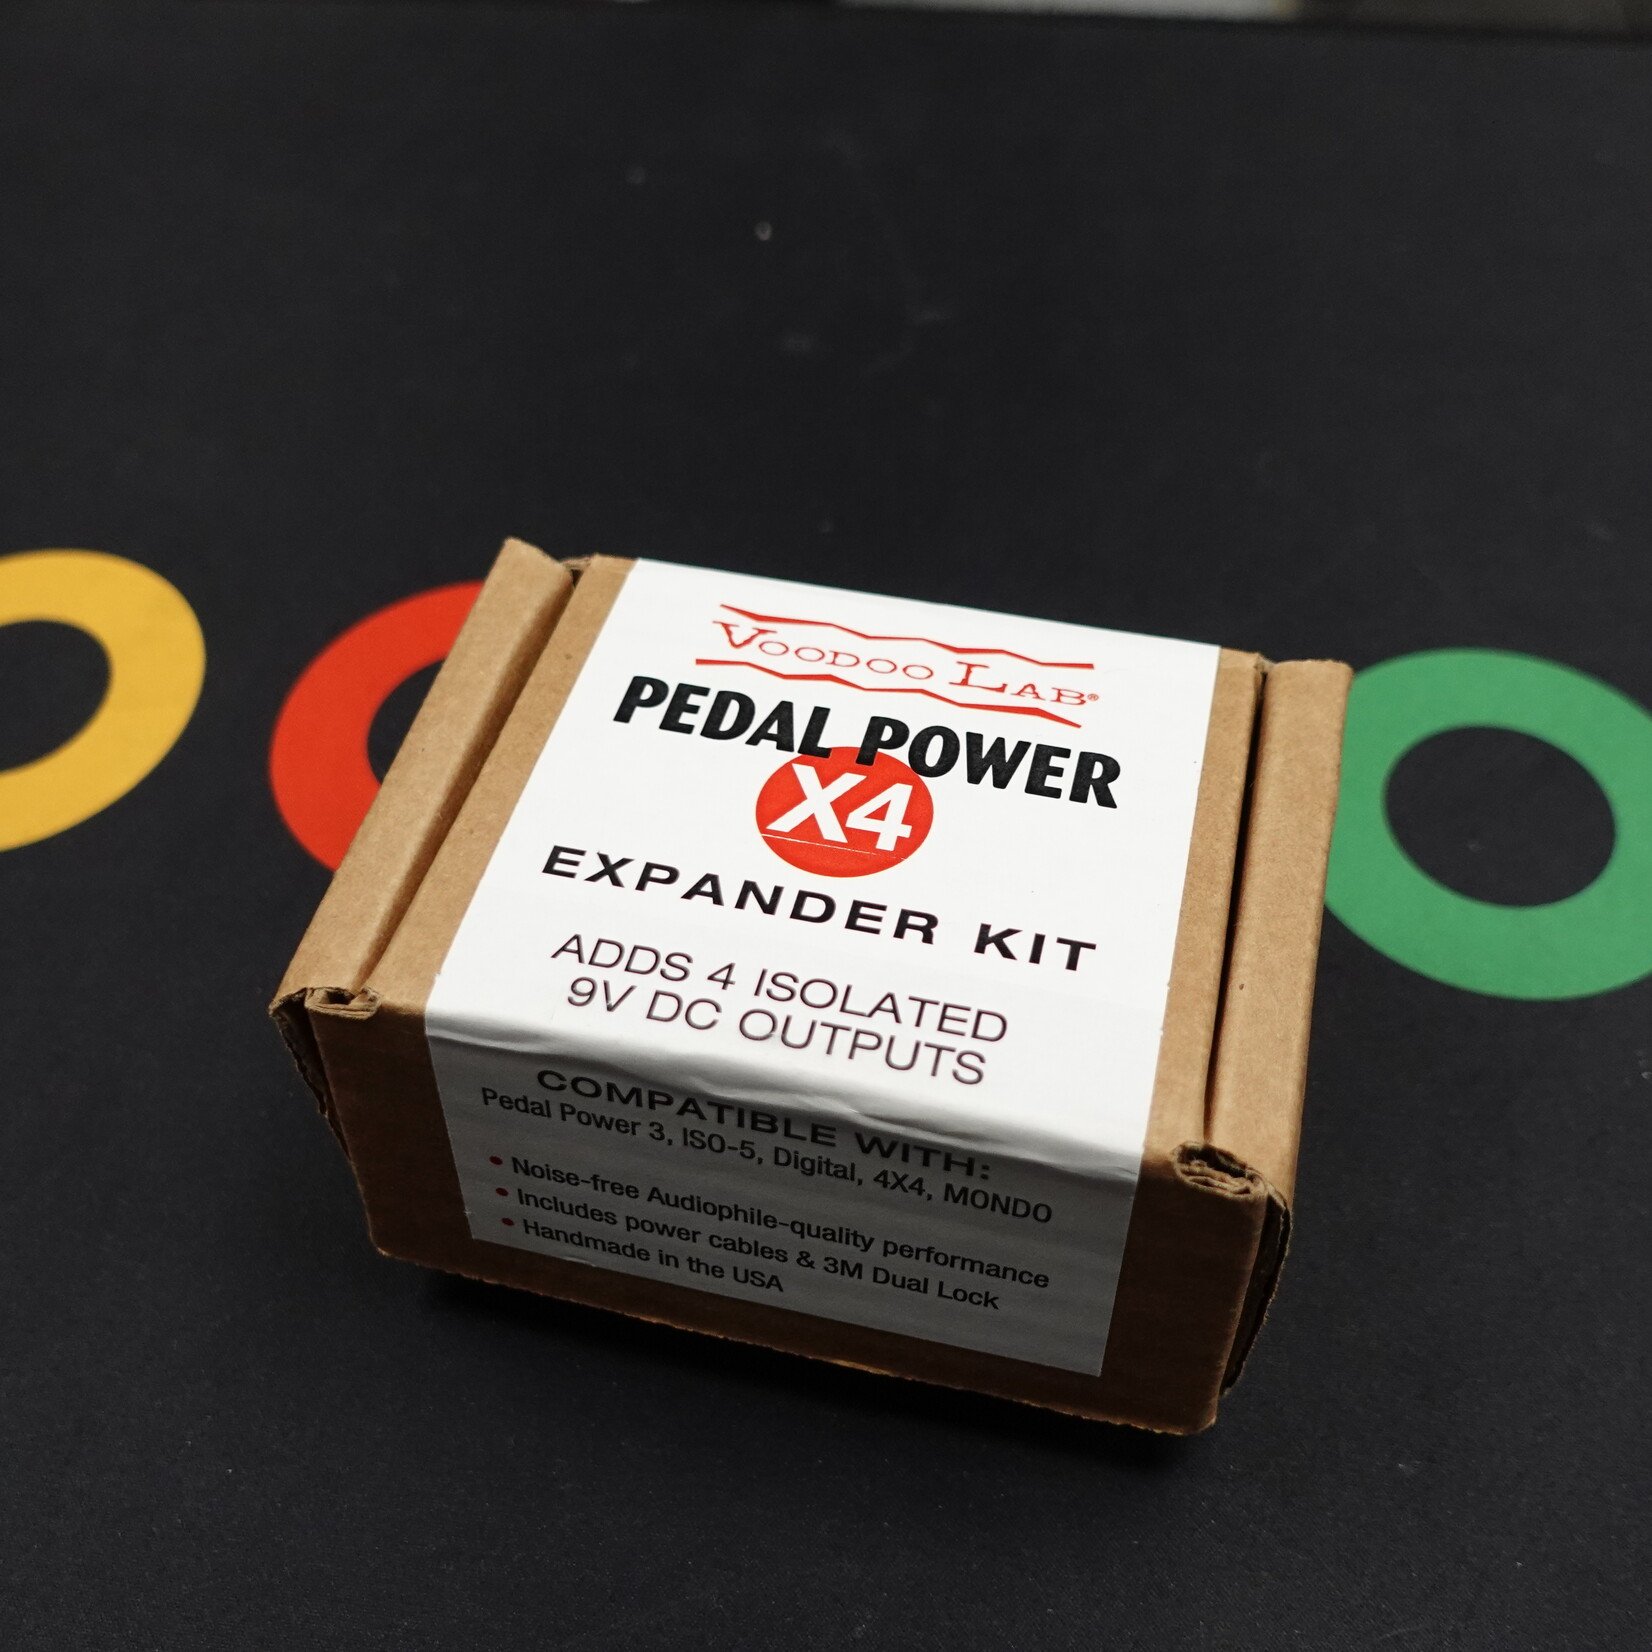 VOODOO LAB®
PEDAL POWER
X4
EXPANDER KIT
ADDS 4 ISOLATED
9V DC OUTPUTS
COMPATIBLE WITH:
Pedal Power 3, ISO-5, Digital, 4X4, MONDO
• Noise-free Audiophile-quality performance
• Includes power cables & 3M Dual Lock
• Handmade in the USA